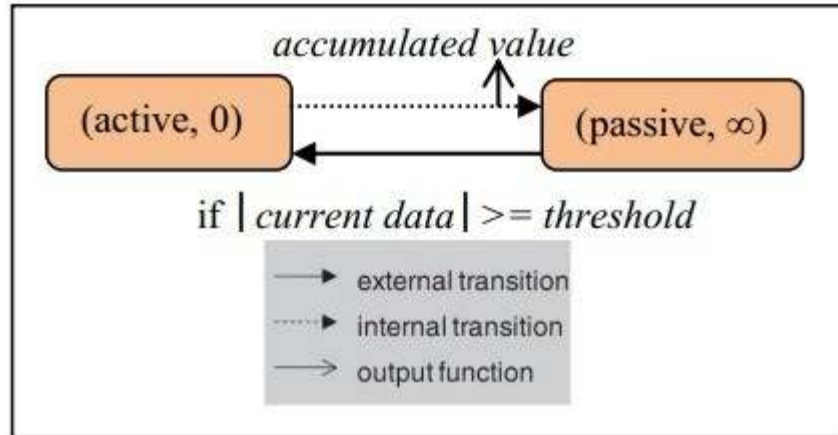 accumulated value
(active, 0)
(passive, ∞)
if |current data| >= threshold
external transition
internal transition
output function